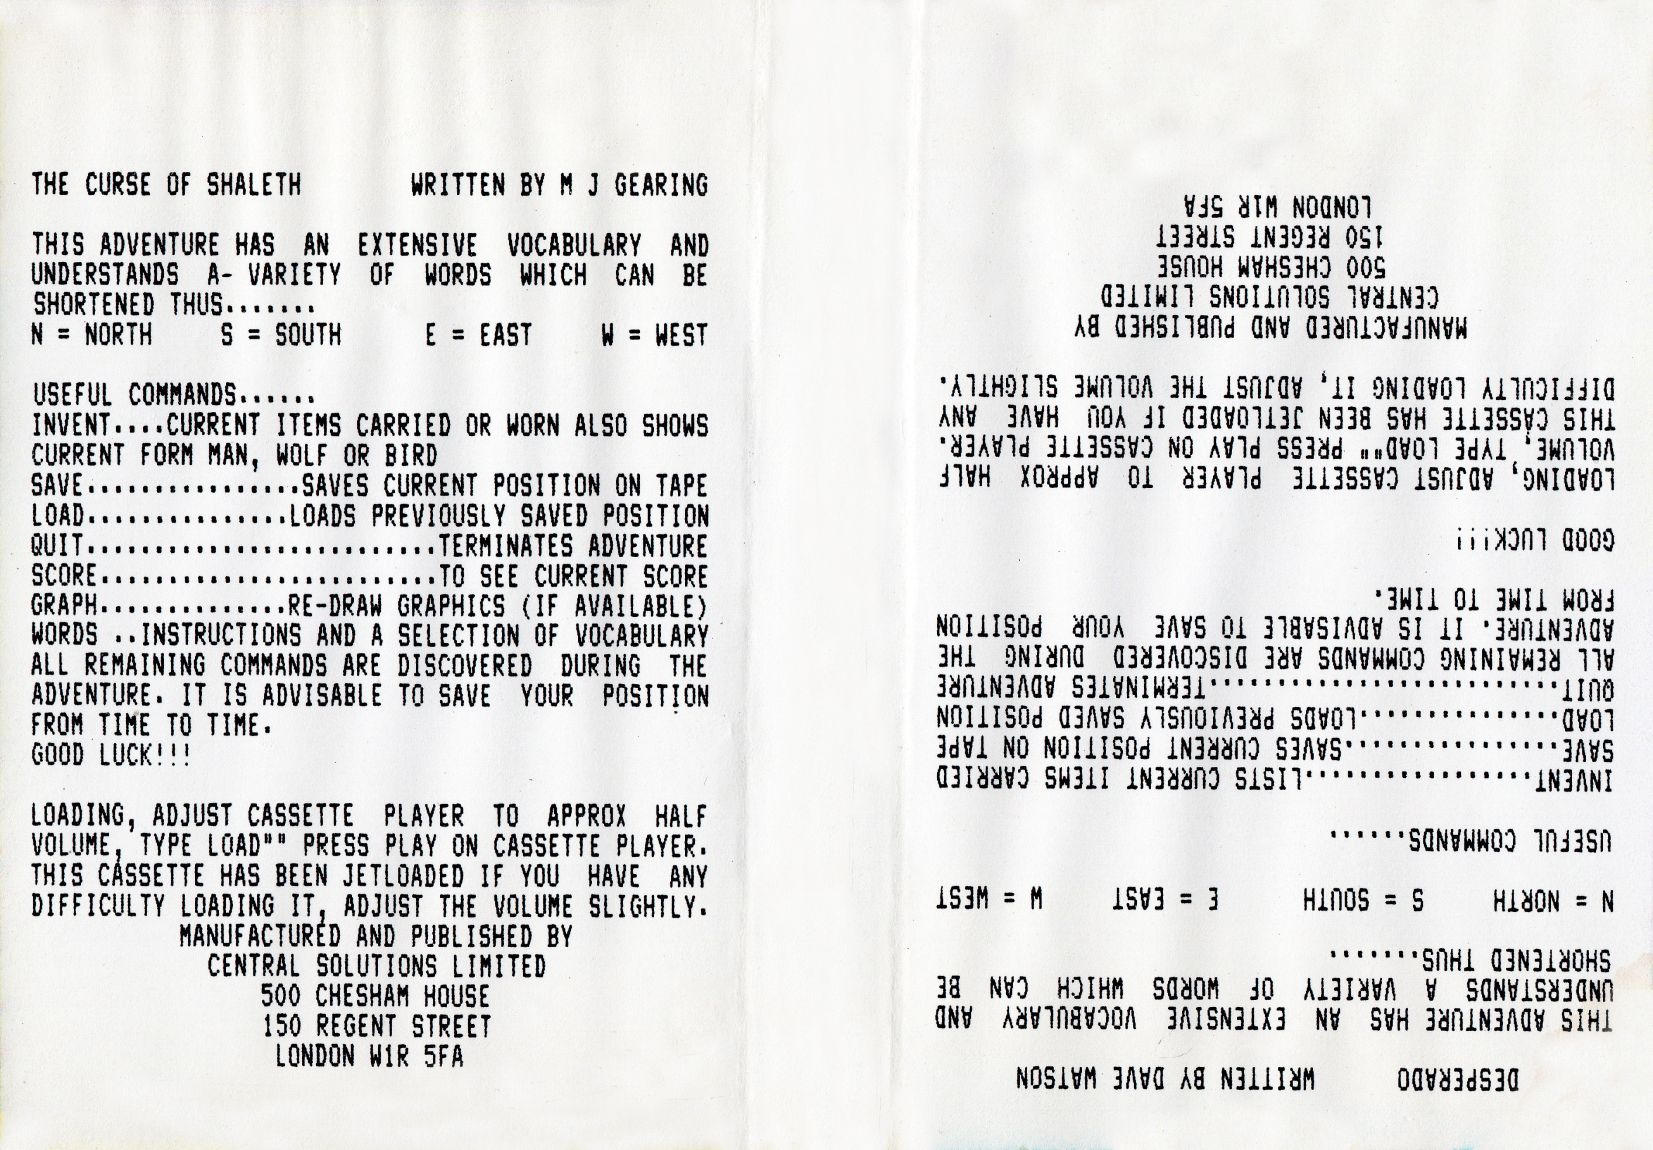 THE CURSE OF SHALETH WRITTEN BY M J GEARING
THIS ADVENTURE HAS AN EXTENSIVE VOCABULARY AND
UNDERSTANDS A- VARIETY OF WORDS WHICH CAN BE
SHORTENED THUS.......
N = NORTH S = SOUTH E = EAST W = WEST
USEFUL COMMANDS......
INVENT....CURRENT ITEMS CARRIED OR WORN ALSO SHOWS
CURRENT FORM MAN, WOLF OR BIRD
SAVE................SAVES CURRENT POSITION ON TAPE
LOAD...............LOADS PREVIOUSLY SAVED POSITION
QUIT..........................TERMINATES ADVENTURE
SCORE.........................TO SEE CURRENT SCORE
GRAPH..............RE-DRAW GRAPHICS (IF AVAILABLE)
WORDS ..INSTRUCTIONS AND A SELECTION OF VOCABULARY
ALL REMAINING COMMANDS ARE DISCOVERED DURING THE
ADVENTURE. IT IS ADVISABLE TO SAVE YOUR POSITION
FROM TIME TO TIME.
GOOD LUCK!!!
LOADING, ADJUST CASSETTE PLAYER TO APPROX HALF
VOLUME, TYPE LOAD"" PRESS PLAY ON CASSETTE PLAYER.
THIS CASSETTE HAS BEEN JETLOADED IF YOU HAVE ANY
DIFFICULTY LOADING IT, ADJUST THE VOLUME SLIGHTLY.
MANUFACTURED AND PUBLISHED BY
CENTRAL SOLUTIONS LIMITED
500 CHESHAM HOUSE
150 REGENT STREET
LONDON W1R 5FA
DESPERADO WRITTEN BY DAVE WATSON
THIS ADVENTURE HAS AN EXTENSIVE VOCABULARY AND
UNDERSTANDS A VARIETY OF WORDS WHICH CAN BE
SHORTENED THUS.......
N = NORTH S = SOUTH E = EAST W = WEST
USEFUL COMMANDS......
INVENT.................LISTS CURRENT ITEMS CARRIED
SAVE................SAVES CURRENT POSITION ON TAPE
LOAD...............LOADS PREVIOUSLY SAVED POSITION
QUIT..........................TERMINATES ADVENTURE
ALL REMAINING COMMANDS ARE DISCOVERED DURING THE
ADVENTURE. IT IS ADVISABLE TO SAVE YOUR POSITION
FROM TIME TO TIME.
GOOD LUCK!!!
LOADING, ADJUST CASSETTE PLAYER TO APPROX HALF
VOLUME, TYPE LOAD"" PRESS PLAY ON CASSETTE PLAYER.
THIS CASSETTE HAS BEEN JETLOADED IF YOU HAVE ANY
DIFFICULTY LOADING IT, ADJUST THE VOLUME SLIGHTLY.
MANUFACTURED AND PUBLISHED BY
CENTRAL SOLUTIONS LIMITED
500 CHESHAM HOUSE
150 REGENT STREET
LONDON W1R 5FA